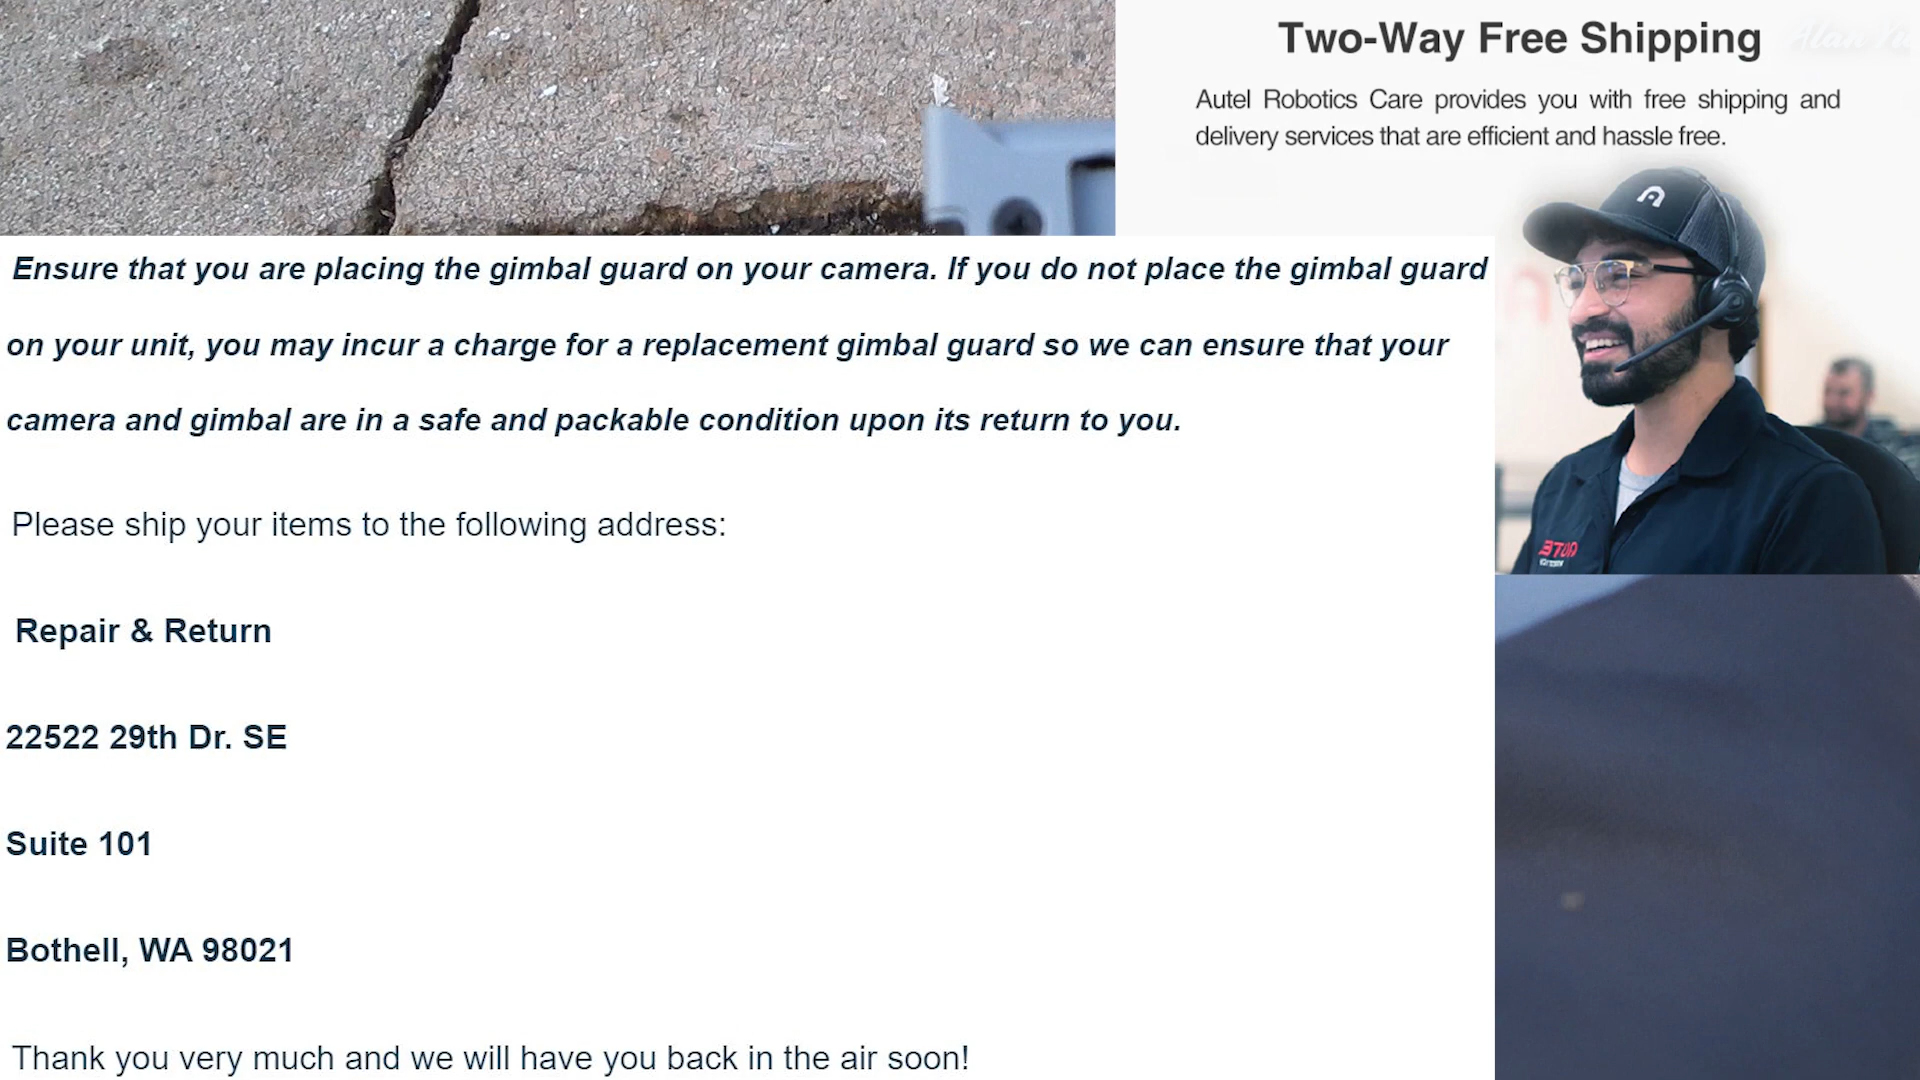 Two-Way Free Shipping
Autel Robotics Care provides you with free shipping and
delivery services that are efficient and hassle free.
Ensure that you are placing the gimbal guard on your camera. If you do not place the gimbal guard
on your unit, you may incur a charge for a replacement gimbal guard so we can ensure that your
camera and gimbal are in a safe and packable condition upon its return to you.
Please ship your items to the following address:
Repair & Return
22522 29th Dr. SE
Suite 101
Bothell, WA 98021
Thank you very much and we will have you back in the air soon!